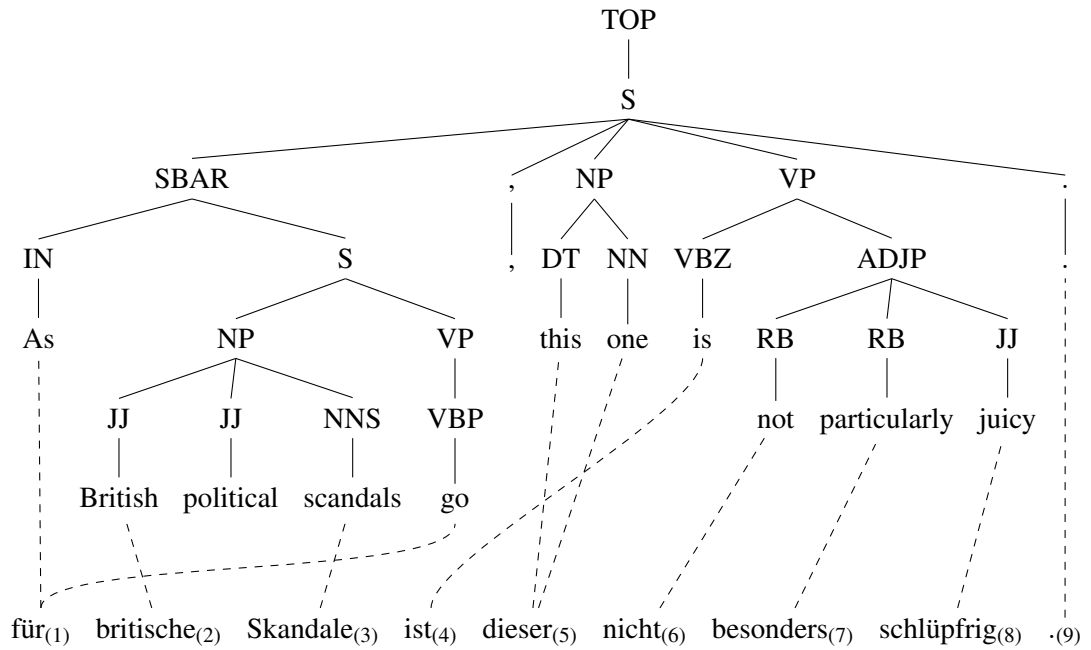 TOP
S
SBAR , NP VP .
IN S , DT NN VBZ ADJP .
As NP VP this one is RB RB JJ
JJ JJ NNS VBP not particularly juicy
British political scandals go
für(1) britische(2) Skandale(3) ist(4) dieser(5) nicht(6) besonders(7) schlüpfrig(8) .(9)